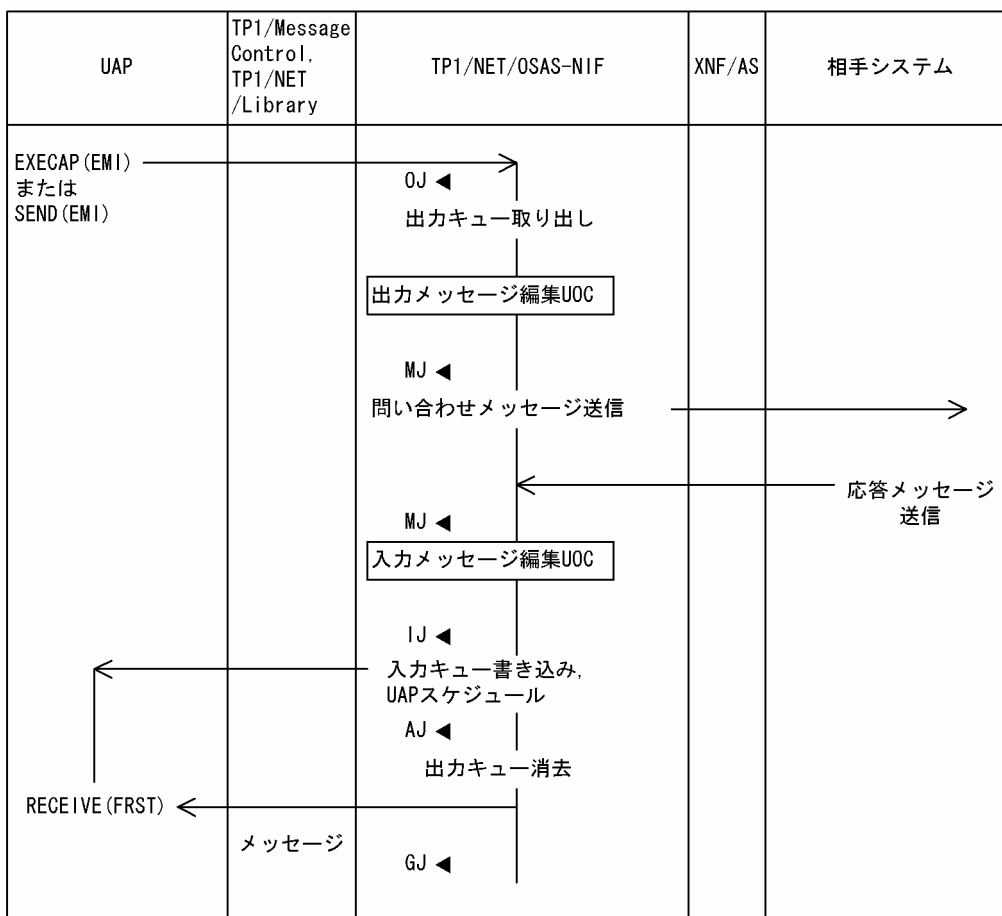 UAP
TP1/Message
Control,
TP1/NET
/Library
TP1/NET/OSAS-NIF
XNF/AS
相手システム
EXECAP(EMI)
または
SEND(EMI)
OJ
出力キュー取り出し
出力メッセージ編集UOC
MJ
問い合わせメッセージ送信
応答メッセージ
送信
MJ
入力メッセージ編集UOC
IJ
入力キュー書き込み,
UAPスケジュール
AJ
出力キュー消去
RECEIVE(FRST)
メッセージ
GJ